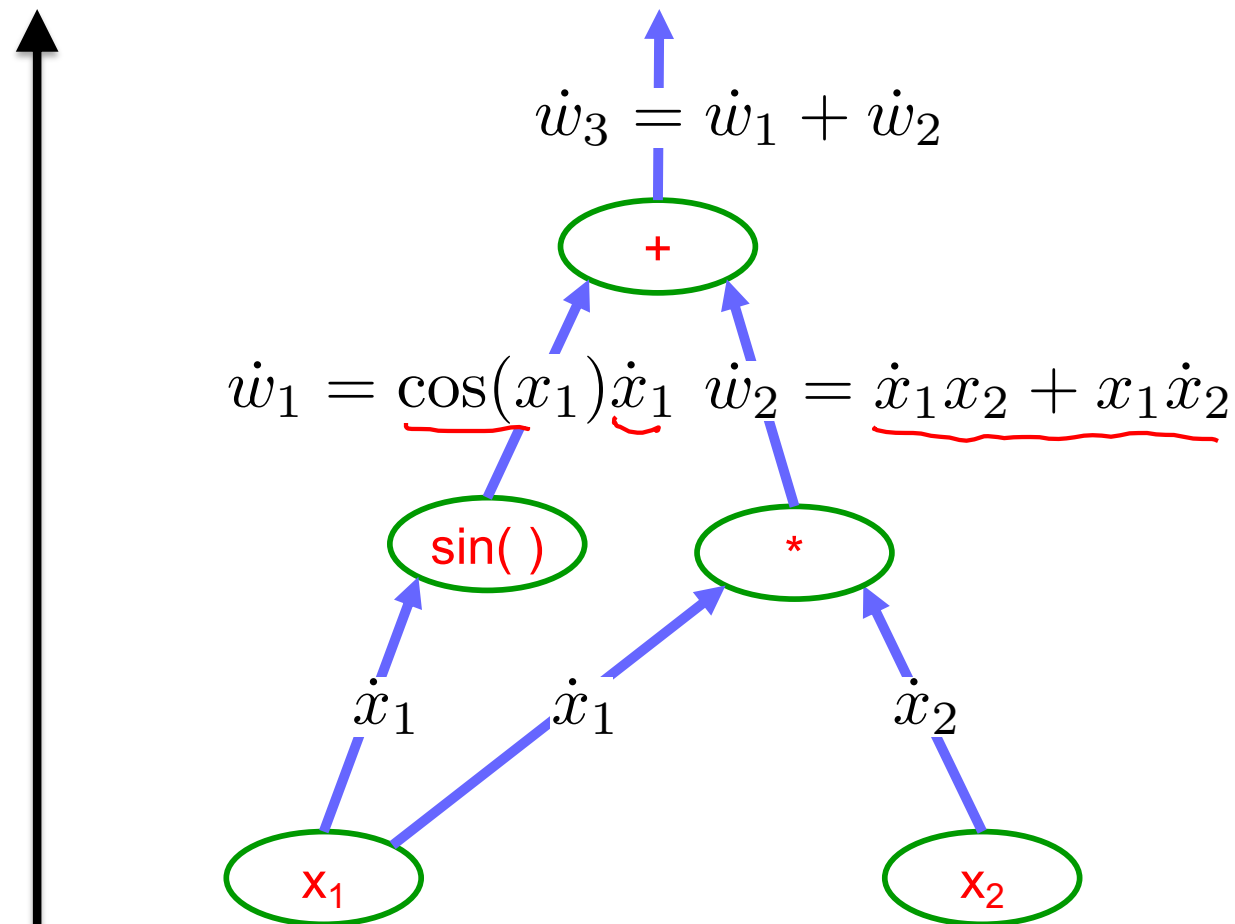 ẇ₃ = ẇ₁ + ẇ₂
+
ẇ₁ = cos(x₁)ẋ₁ ẇ₂ = ẋ₁x₂ + x₁ẋ₂
sin( ) *
ẋ₁ ẋ₁ ẋ₂
x₁ x₂